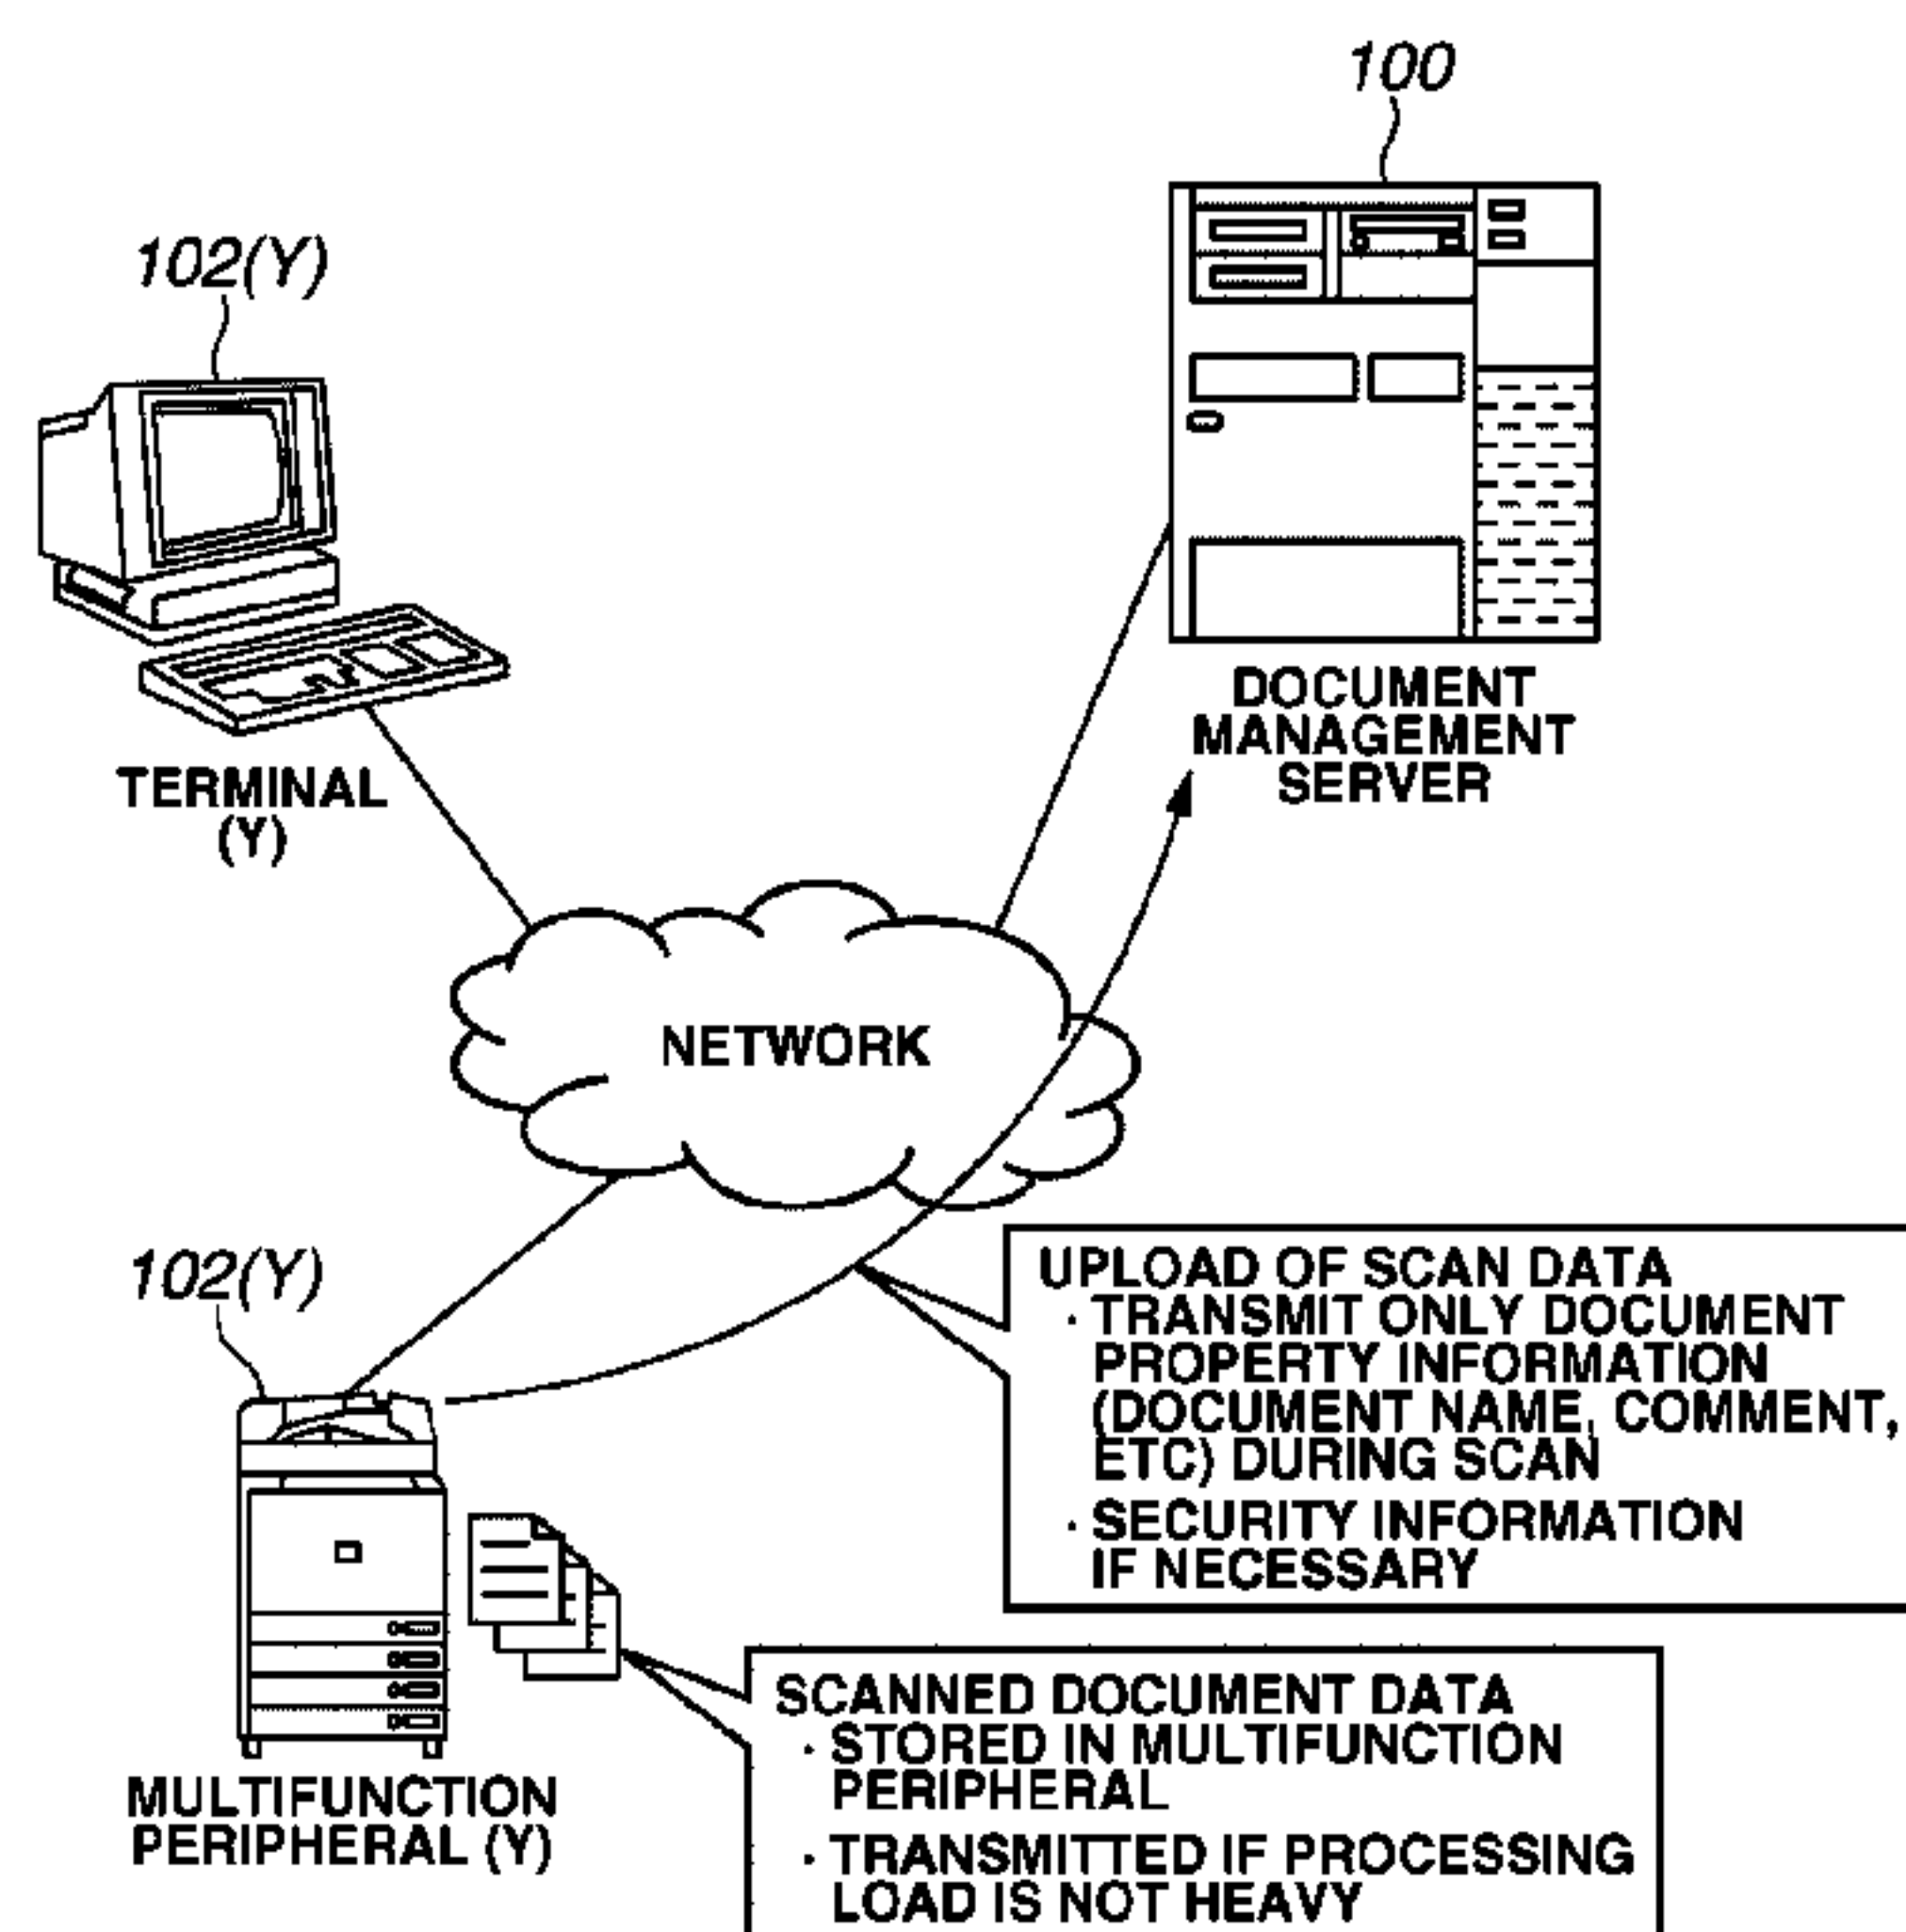 100
102(Y)
DOCUMENT
MANAGEMENT
SERVER
TERMINAL
(Y)
NETWORK
102(Y)
UPLOAD OF SCAN DATA
· TRANSMIT ONLY DOCUMENT
PROPERTY INFORMATION
(DOCUMENT NAME, COMMENT,
ETC) DURING SCAN
· SECURITY INFORMATION
IF NECESSARY
SCANNED DOCUMENT DATA
· STORED IN MULTIFUNCTION
PERIPHERAL
· TRANSMITTED IF PROCESSING
LOAD IS NOT HEAVY
MULTIFUNCTION
PERIPHERAL (Y)